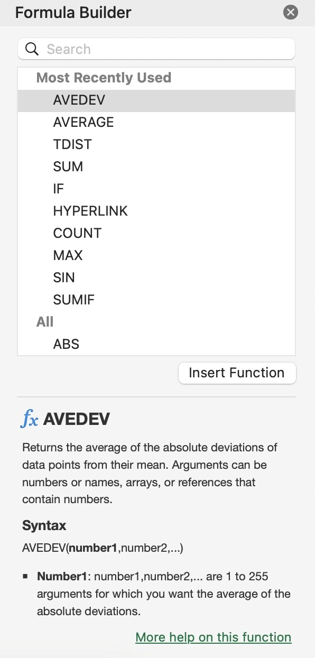 Formula Builder
Search
Most Recently Used
AVEDEV
AVERAGE
TDIST
SUM
IF
HYPERLINK
COUNT
MAX
SIN
SUMIF
All
ABS
Insert Function
fx AVEDEV
Returns the average of the absolute deviations of
data points from their mean. Arguments can be
numbers or names, arrays, or references that
contain numbers.
Syntax
AVEDEV(number1,number2,...)
▪ Number1: number1,number2,... are 1 to 255
arguments for which you want the average of the
absolute deviations.
More help on this function